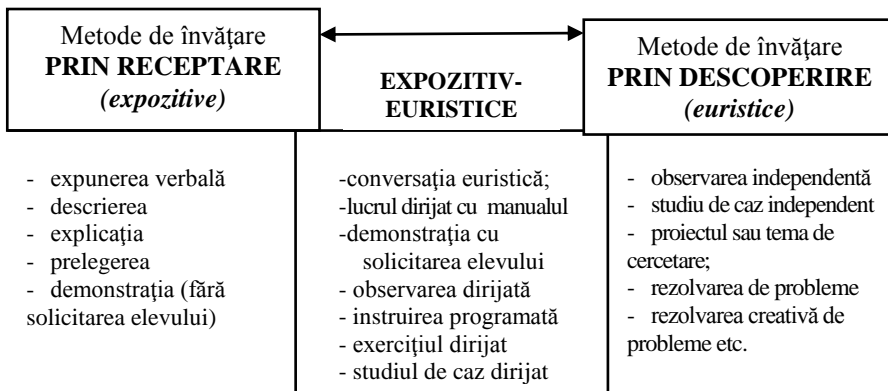 Metode de învăţare
PRIN RECEPTARE
(expozitive)
EXPOZITIV-
EURISTICE
Metode de învăţare
PRIN DESCOPERIRE
(euristice)
- expunerea verbală
- descrierea
- explicaţia
- prelegerea
- demonstraţia (fără
solicitarea elevului)
-conversaţia euristică;
-lucrul dirijat cu manualul
-demonstraţia cu
solicitarea elevului
- observarea dirijată
- instruirea programată
- exerciţiul dirijat
- studiul de caz dirijat
- observarea independentă
- studiu de caz independent
- proiectul sau tema de
cercetare;
- rezolvarea de probleme
- rezolvarea creativă de
probleme etc.